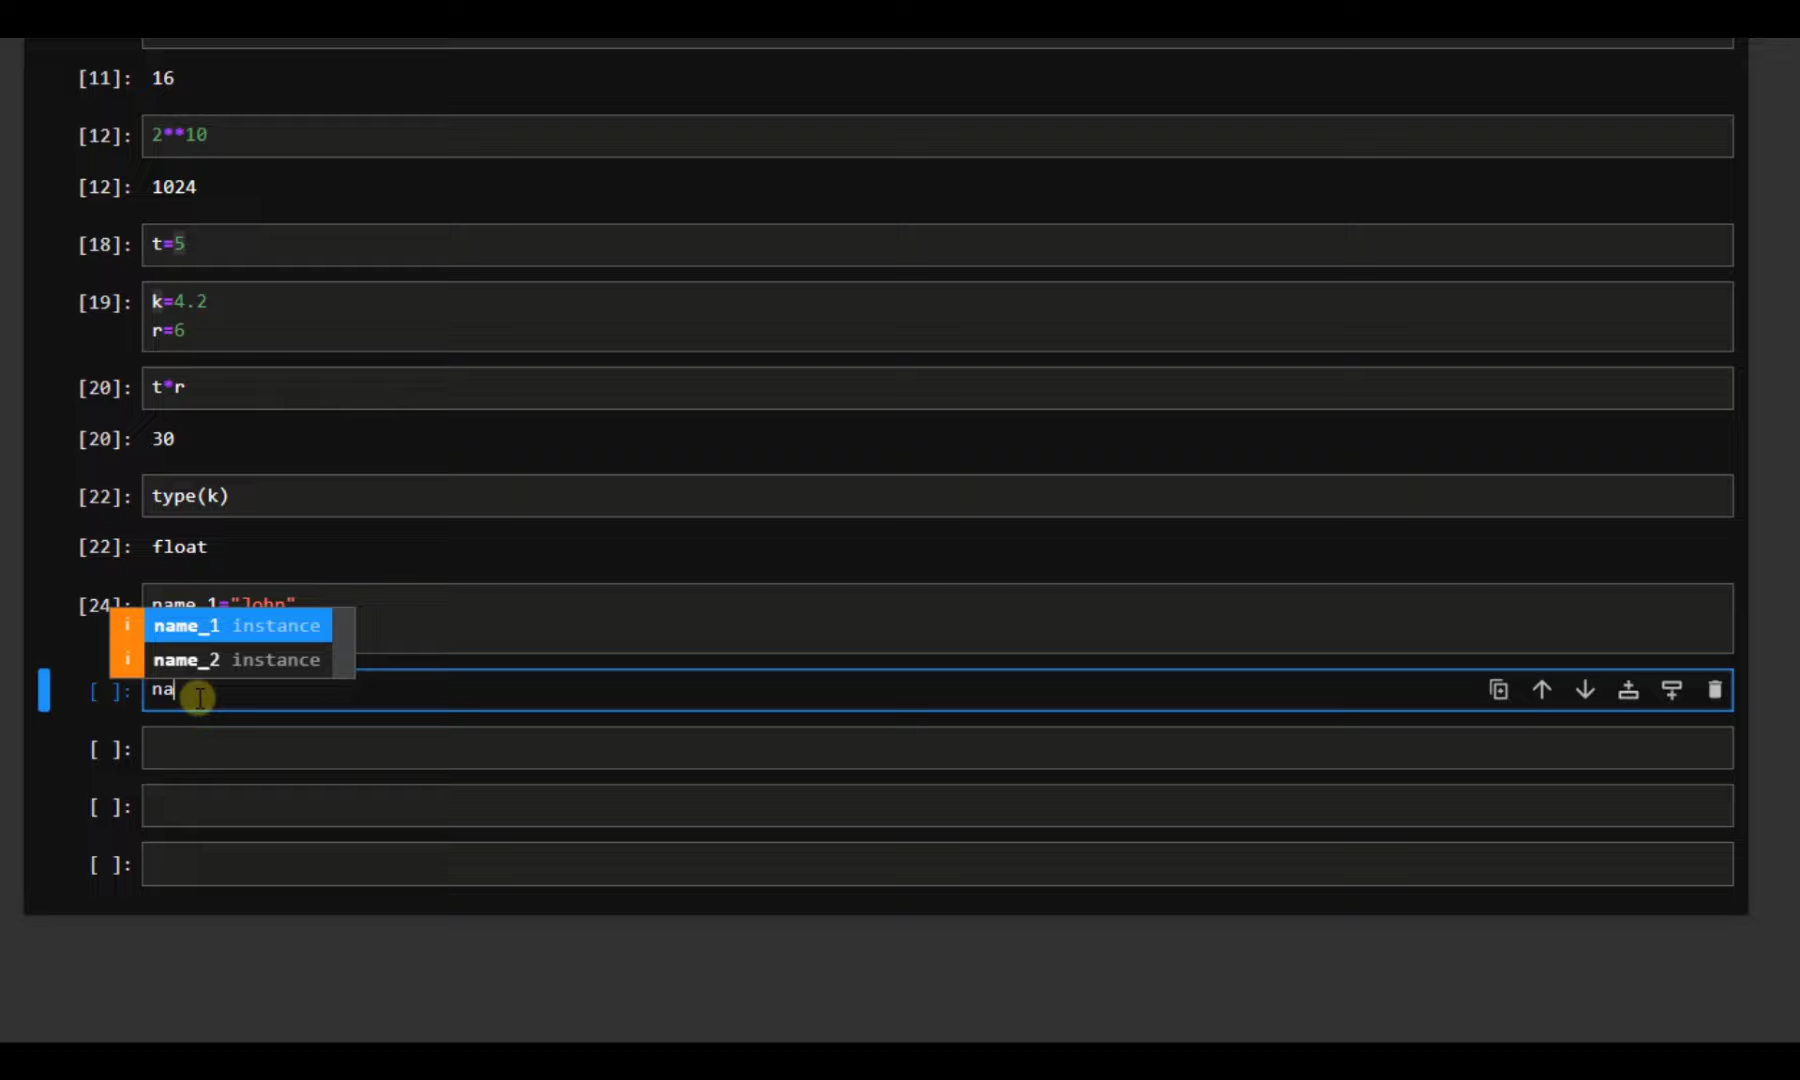 [11]: 16
[12]: 2**10
[12]: 1024
[18]: t=5
[19]: k=4.2
r=6
[20]: t*r
[20]: 30
[22]: type(k)
[22]: float
[24]: name_1="John"
i name_1 instance
i name_2 instance
[ ]: na
[ ]:
[ ]:
[ ]: